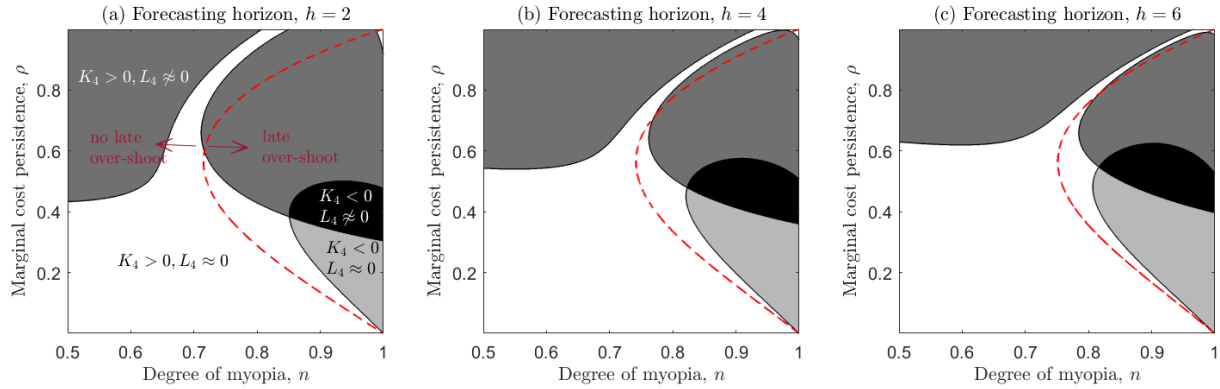 (a) Forecasting horizon, h = 2
Marginal cost persistence, ρ
0.8
0.6
0.4
0.2
K₄ > 0, L₄ ≉ 0
no late
over-shoot
late
over-shoot
K₄ < 0
L₄ ≉ 0
K₄ < 0
L₄ ≈ 0
K₄ > 0, L₄ ≈ 0
0.5 0.6 0.7 0.8 0.9 1
Degree of myopia, n
(b) Forecasting horizon, h = 4
Marginal cost persistence, ρ
0.8
0.6
0.4
0.2
0.5 0.6 0.7 0.8 0.9 1
Degree of myopia, n
(c) Forecasting horizon, h = 6
Marginal cost persistence, ρ
0.8
0.6
0.4
0.2
0.5 0.6 0.7 0.8 0.9 1
Degree of myopia, n